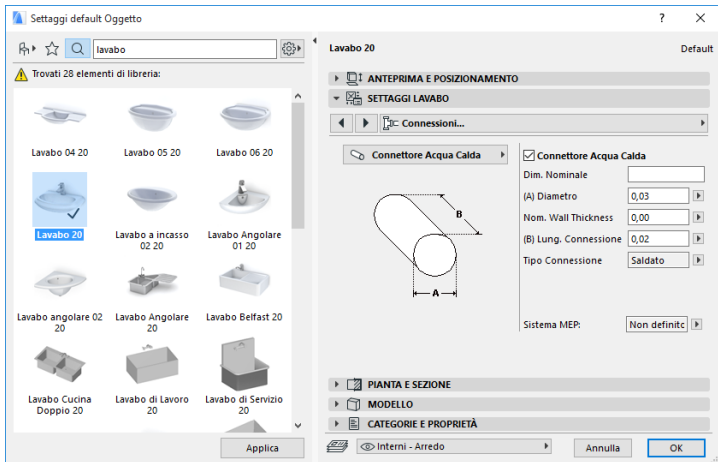 Settaggi default Oggetto
? ×
lavabo
Trovati 28 elementi di libreria:
Lavabo 04 20
Lavabo 05 20
Lavabo 06 20
Lavabo 20
Lavabo a incasso
02 20
Lavabo Angolare
01 20
Lavabo angolare 02
20
Lavabo Angolare
20
Lavabo Belfast 20
Lavabo Cucina
Doppio 20
Lavabo di Lavoro
20
Lavabo di Servizio
20
Applica
Lavabo 20
Default
ANTEPRIMA E POSIZIONAMENTO
SETTAGGI LAVABO
Connessioni...
Connettore Acqua Calda
B
A
Connettore Acqua Calda
Dim. Nominale
(A) Diametro 0,03
Nom. Wall Thickness 0,00
(B) Lung. Connessione 0,02
Tipo Connessione Saldato
Sistema MEP: Non definitc
PIANTA E SEZIONE
MODELLO
CATEGORIE E PROPRIETÀ
Interni - Arredo
Annulla
OK